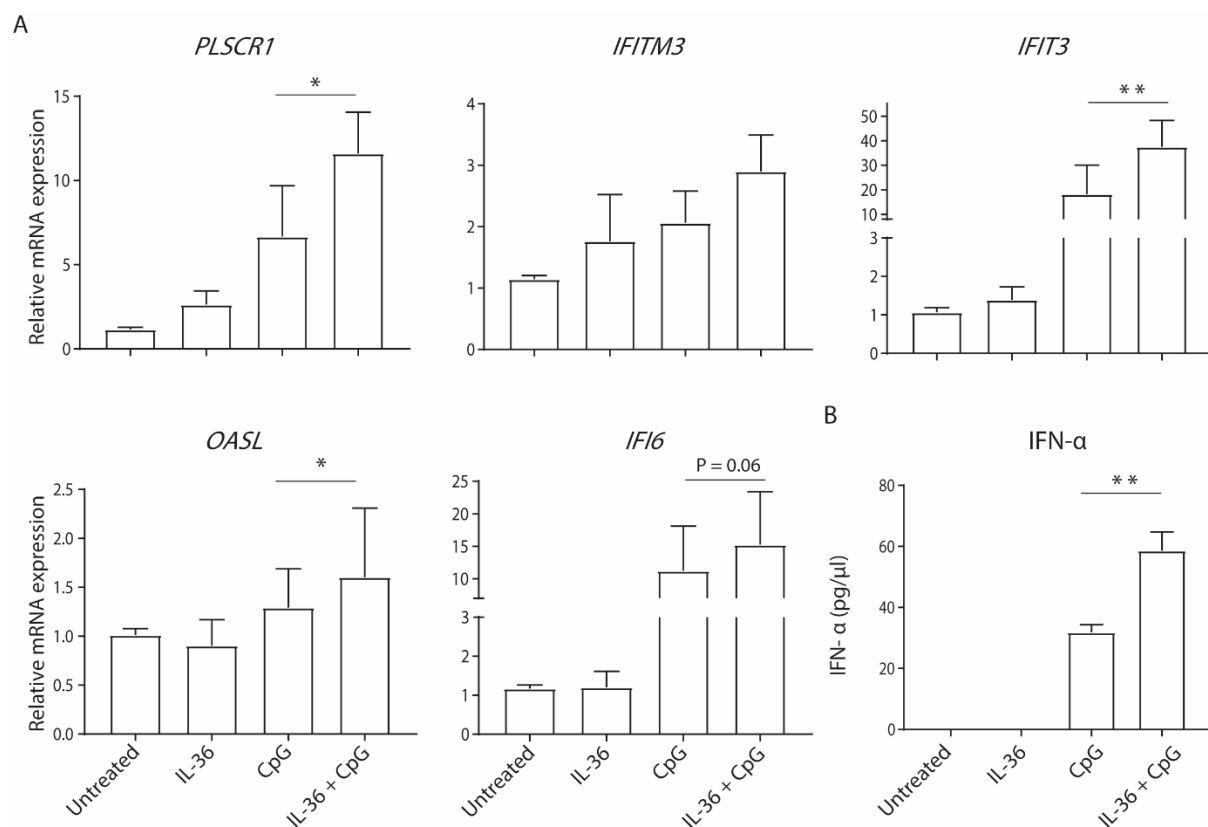 A
PLSCR1
IFITM3
IFIT3
Relative mRNA expression
15
10
5
0
*
4
3
2
1
0
50
40
30
20
10
3
2
1
0
**
OASL
IFI6
B
IFN-α
Relative mRNA expression
2.5
2.0
1.5
1.0
0.5
0.0
*
25
20
15
10
3
2
1
0
P = 0.06
IFN- α (pg/µl)
80
60
40
20
0
**
Untreated
IL-36
CpG
IL-36 + CpG
Untreated
IL-36
CpG
IL-36 + CpG
Untreated
IL-36
CpG
IL-36 + CpG